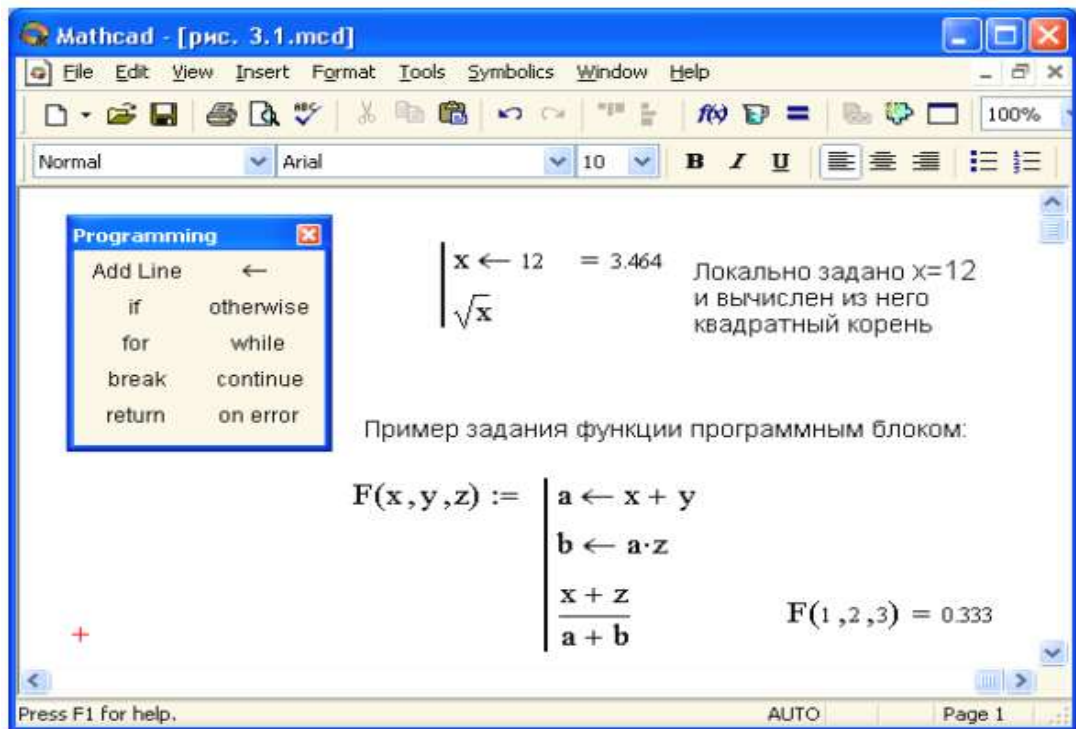 Mathcad - [рис. 3.1.mcd]
File Edit View Insert Format Tools Symbolics Window Help
f(x) = 100%
Normal Arial 10 B I U
Programming
Add Line ←
if otherwise
for while
break continue
return on error
x ← 12 = 3.464
√x
Локально задано x=12
и вычислен из него
квадратный корень
Пример задания функции программным блоком:
F(x,y,z) := a ← x + y
b ← a·z
x + z
a + b
F(1,2,3) = 0.333
Press F1 for help. AUTO Page 1